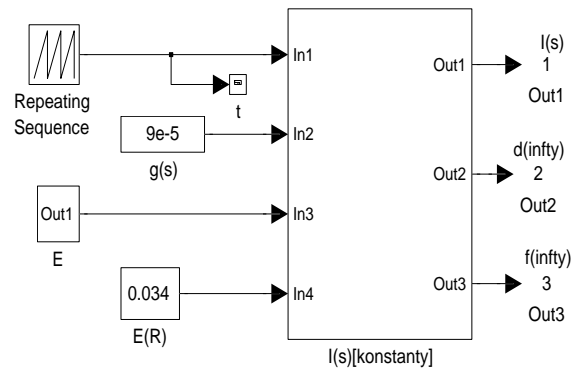 I(s)
In1
Out1
1
Out1
Repeating
Sequence
t
9e-5
In2
g(s)
d(infty)
Out2
2
Out2
Out1
In3
E
f(infty)
0.034
In4
Out3
3
Out3
E(R)
I(s)[konstanty]